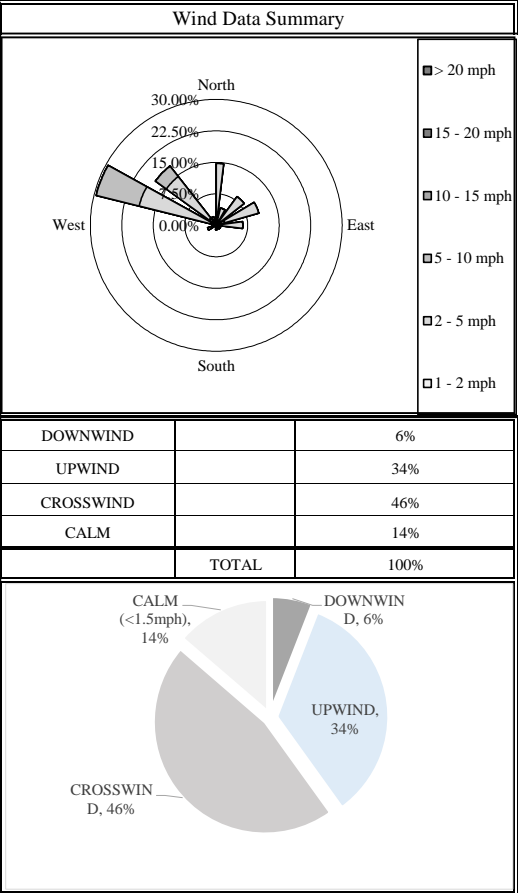 Wind Data Summary
North
30.00%
22.50%
15.00%
7.50%
0.00%
West
East
South
> 20 mph
15 - 20 mph
10 - 15 mph
5 - 10 mph
2 - 5 mph
1 - 2 mph
DOWNWIND 6%
UPWIND 34%
CROSSWIND 46%
CALM 14%
TOTAL 100%
CALM
(<1.5mph),
14%
DOWNWIN
D, 6%
UPWIND,
34%
CROSSWIN
D, 46%